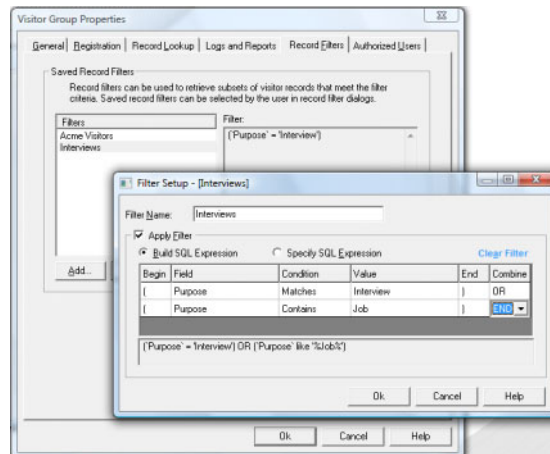 Visitor Group Properties
General Registration Record Lookup Logs and Reports Record Filters Authorized Users
Saved Record Filters
Record filters can be used to retrieve subsets of visitor records that meet the filter
criteria. Saved record filters can be selected by the user in record filter dialogs.
Filters
Filter:
Acme Visitors
Interviews
(`Purpose` = 'Interview')
Filter Setup - [Interviews]
Filter Name: Interviews
Apply Filter
Build SQL Expression Specify SQL Expression Clear Filter
Begin Field Condition Value End Combine
( Purpose Matches Interview ) OR
( Purpose Contains Job ) END
(`Purpose` = 'Interview') OR (`Purpose` like '%Job%')
Add...
Ok Cancel Help
Ok Cancel Help